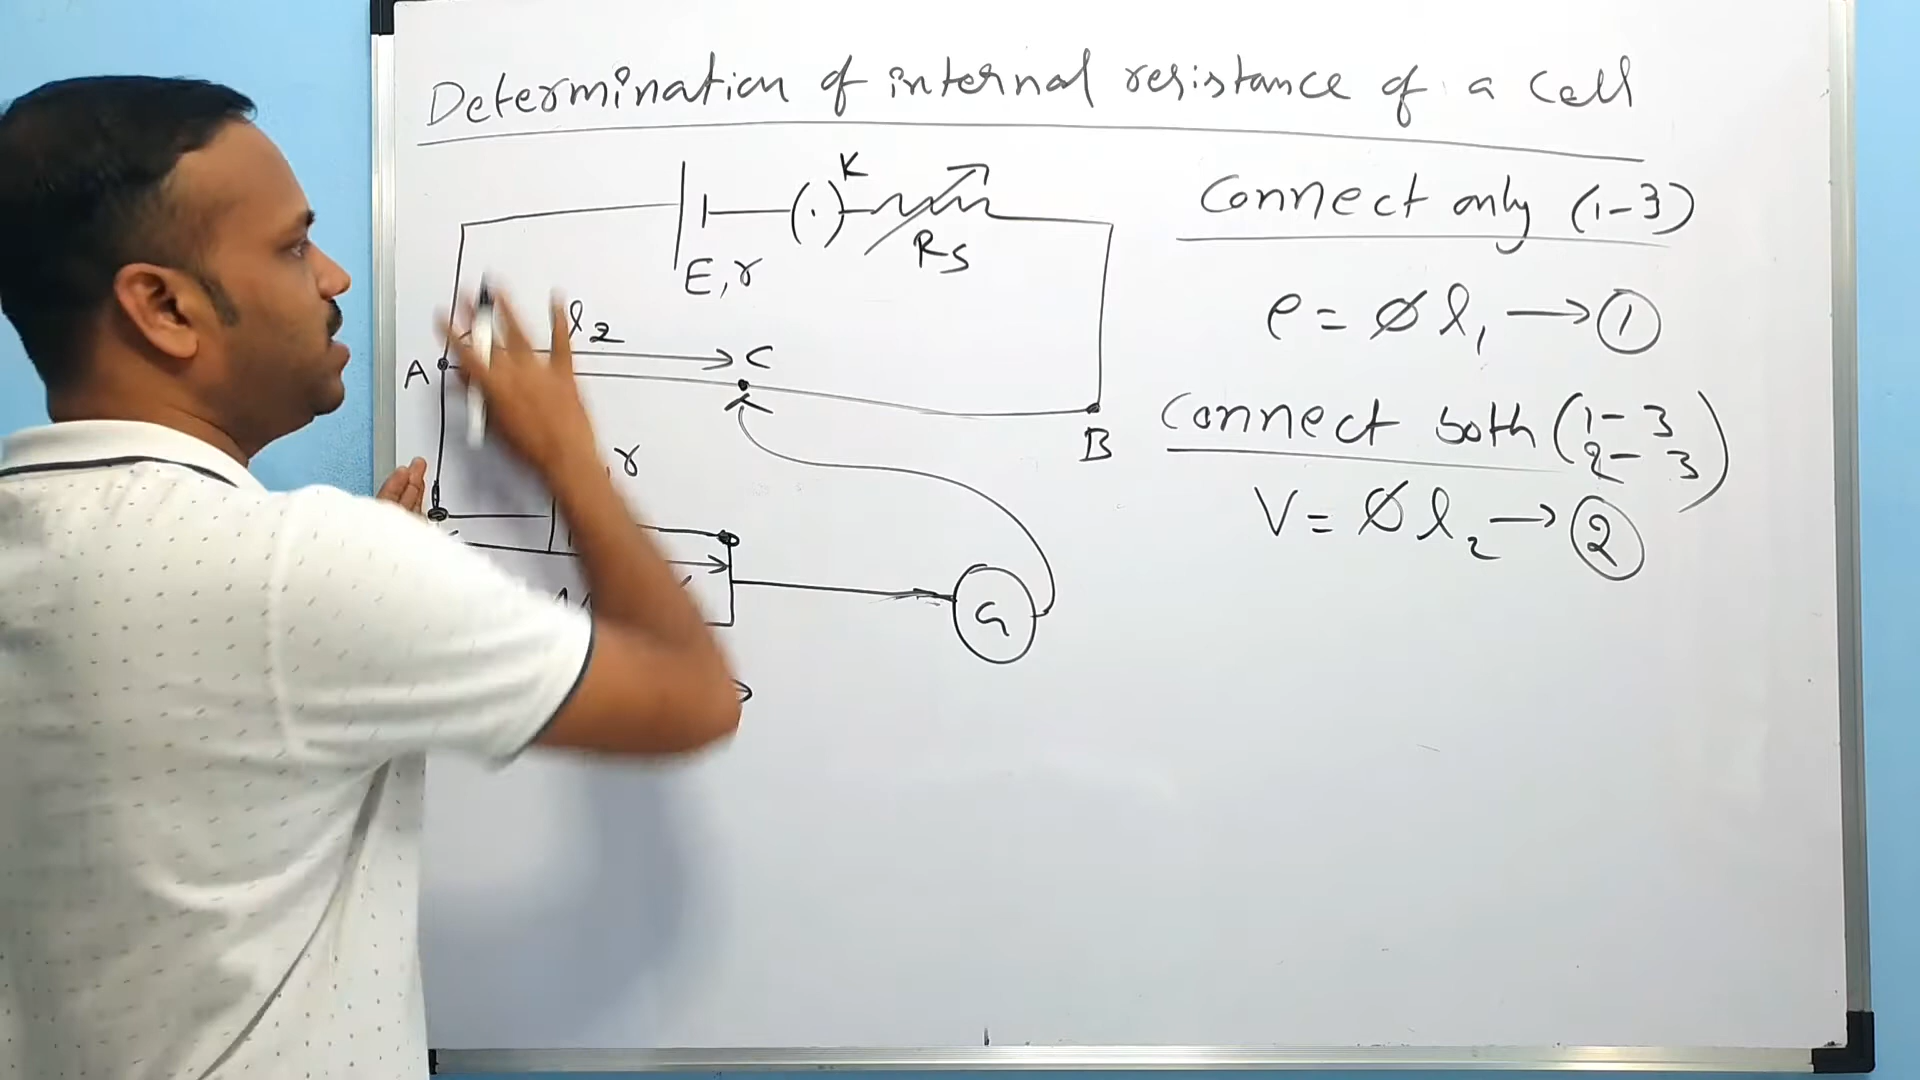 Determination of internal resistance of a cell
K
E,r
Rs
l2
C
A
B
,r
G
Connect only (1-3)
e = Ø l1 → ①
Connect both (1-3
2-3)
V = Ø l2 → ②